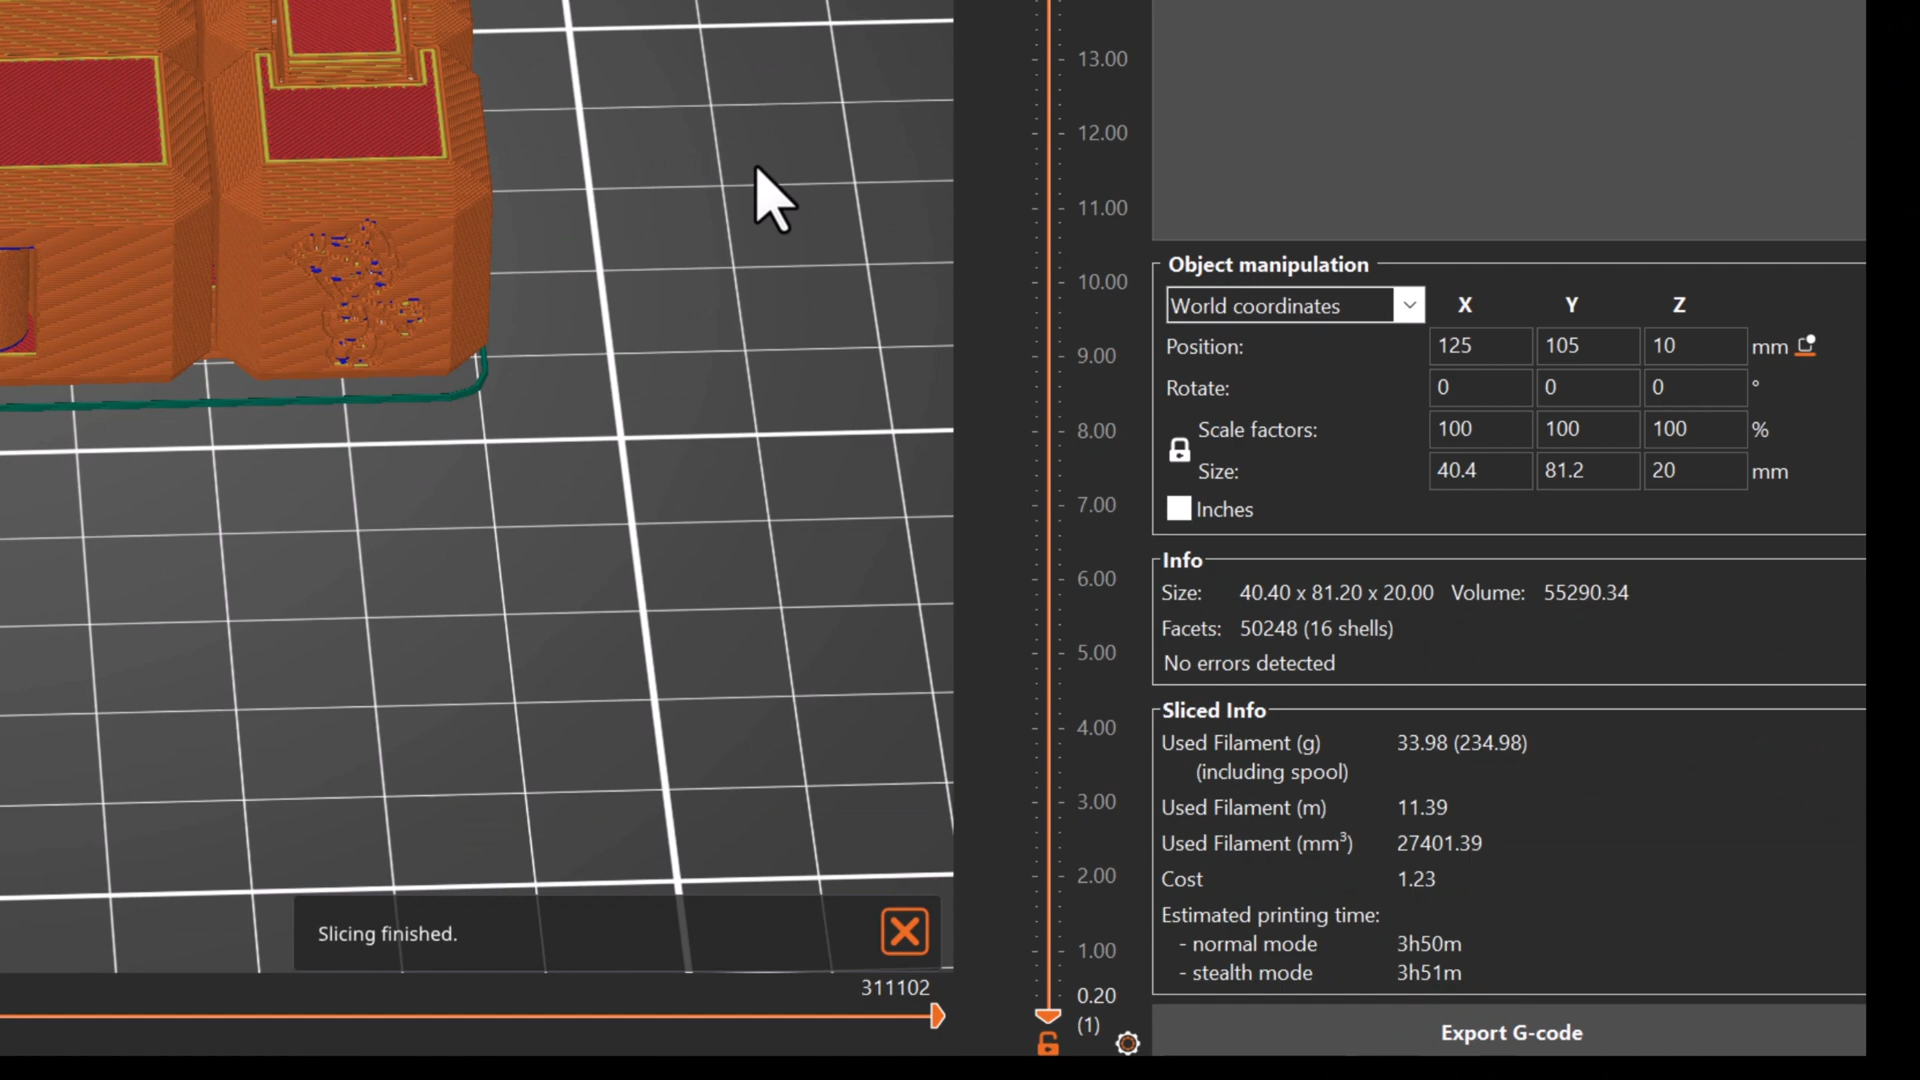 13.00
12.00
11.00
10.00
9.00
8.00
7.00
6.00
5.00
4.00
3.00
2.00
1.00
0.20
(1)
Object manipulation
World coordinates X Y Z
Position: 125 105 10 mm
Rotate: 0 0 0 °
Scale factors: 100 100 100 %
Size: 40.4 81.2 20 mm
Inches
Info
Size: 40.40 x 81.20 x 20.00 Volume: 55290.34
Facets: 50248 (16 shells)
No errors detected
Sliced Info
Used Filament (g) 33.98 (234.98)
(including spool)
Used Filament (m) 11.39
Used Filament (mm³) 27401.39
Cost 1.23
Estimated printing time:
- normal mode 3h50m
- stealth mode 3h51m
Slicing finished.
311102
Export G-code